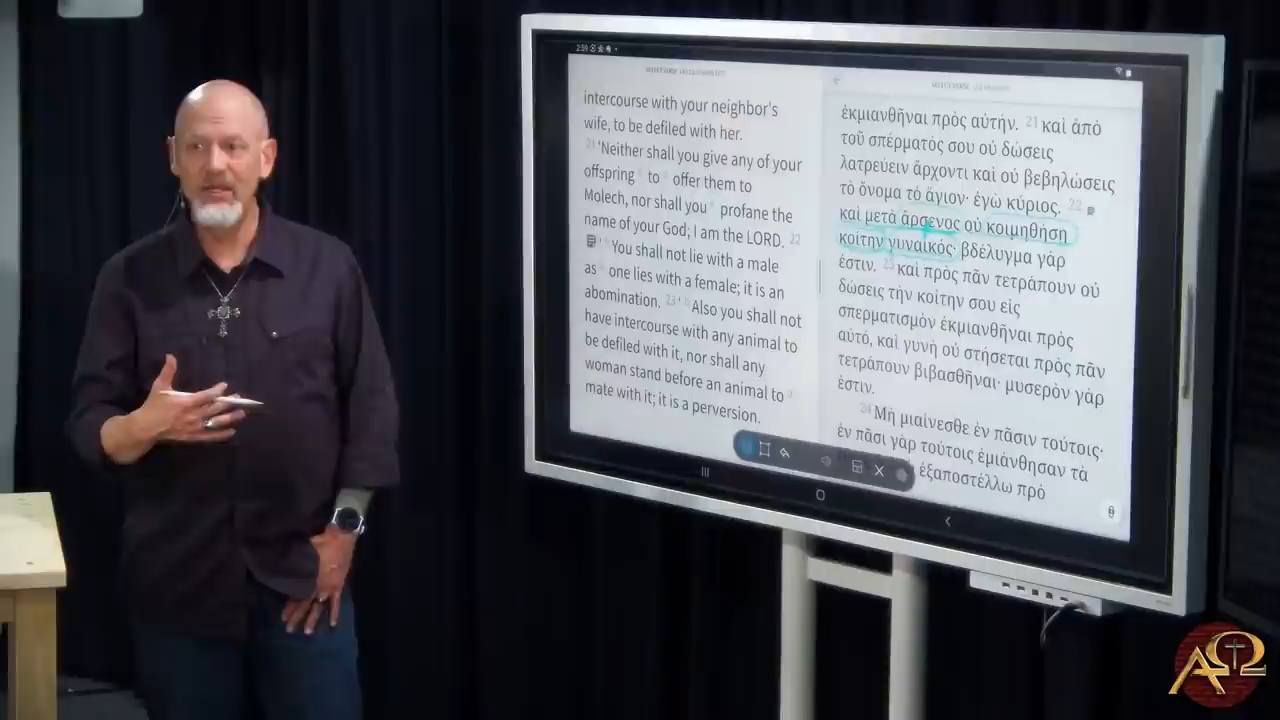 2:59
intercourse with your neighbor's
wife, to be defiled with her.
21 'Neither shall you give any of your
offspring to offer them to
Molech, nor shall you profane the
name of your God; I am the LORD. 22
You shall not lie with a male
as one lies with a female; it is an
abomination. 23 'Also you shall not
have intercourse with any animal to
be defiled with it, nor shall any
woman stand before an animal to
mate with it; it is a perversion.
ἐκμιανθῆναι πρὸς αὐτήν. 21 καὶ ἀπὸ
τοῦ σπέρματός σου οὐ δώσεις
λατρεύειν ἄρχοντι καὶ οὐ βεβηλώσεις
τὸ ὄνομα τὸ ἅγιον· ἐγὼ κύριος. 22
καὶ μετὰ ἄρσενος οὐ κοιμηθήσῃ
κοίτην γυναικός· βδέλυγμα γάρ
ἐστιν. 23 καὶ πρὸς πᾶν τετράπουν οὐ
δώσεις τὴν κοίτην σου εἰς
σπερματισμὸν ἐκμιανθῆναι πρὸς
αὐτό, καὶ γυνὴ οὐ στήσεται πρὸς πᾶν
τετράπουν βιβασθῆναι· μυσερὸν γάρ
ἐστιν.
24 Μὴ μιαίνεσθε ἐν πᾶσιν τούτοις·
ἐν πᾶσι γὰρ τούτοις ἐμιάνθησαν τὰ
ἐξαποστέλλω πρὸ
ΑΩ